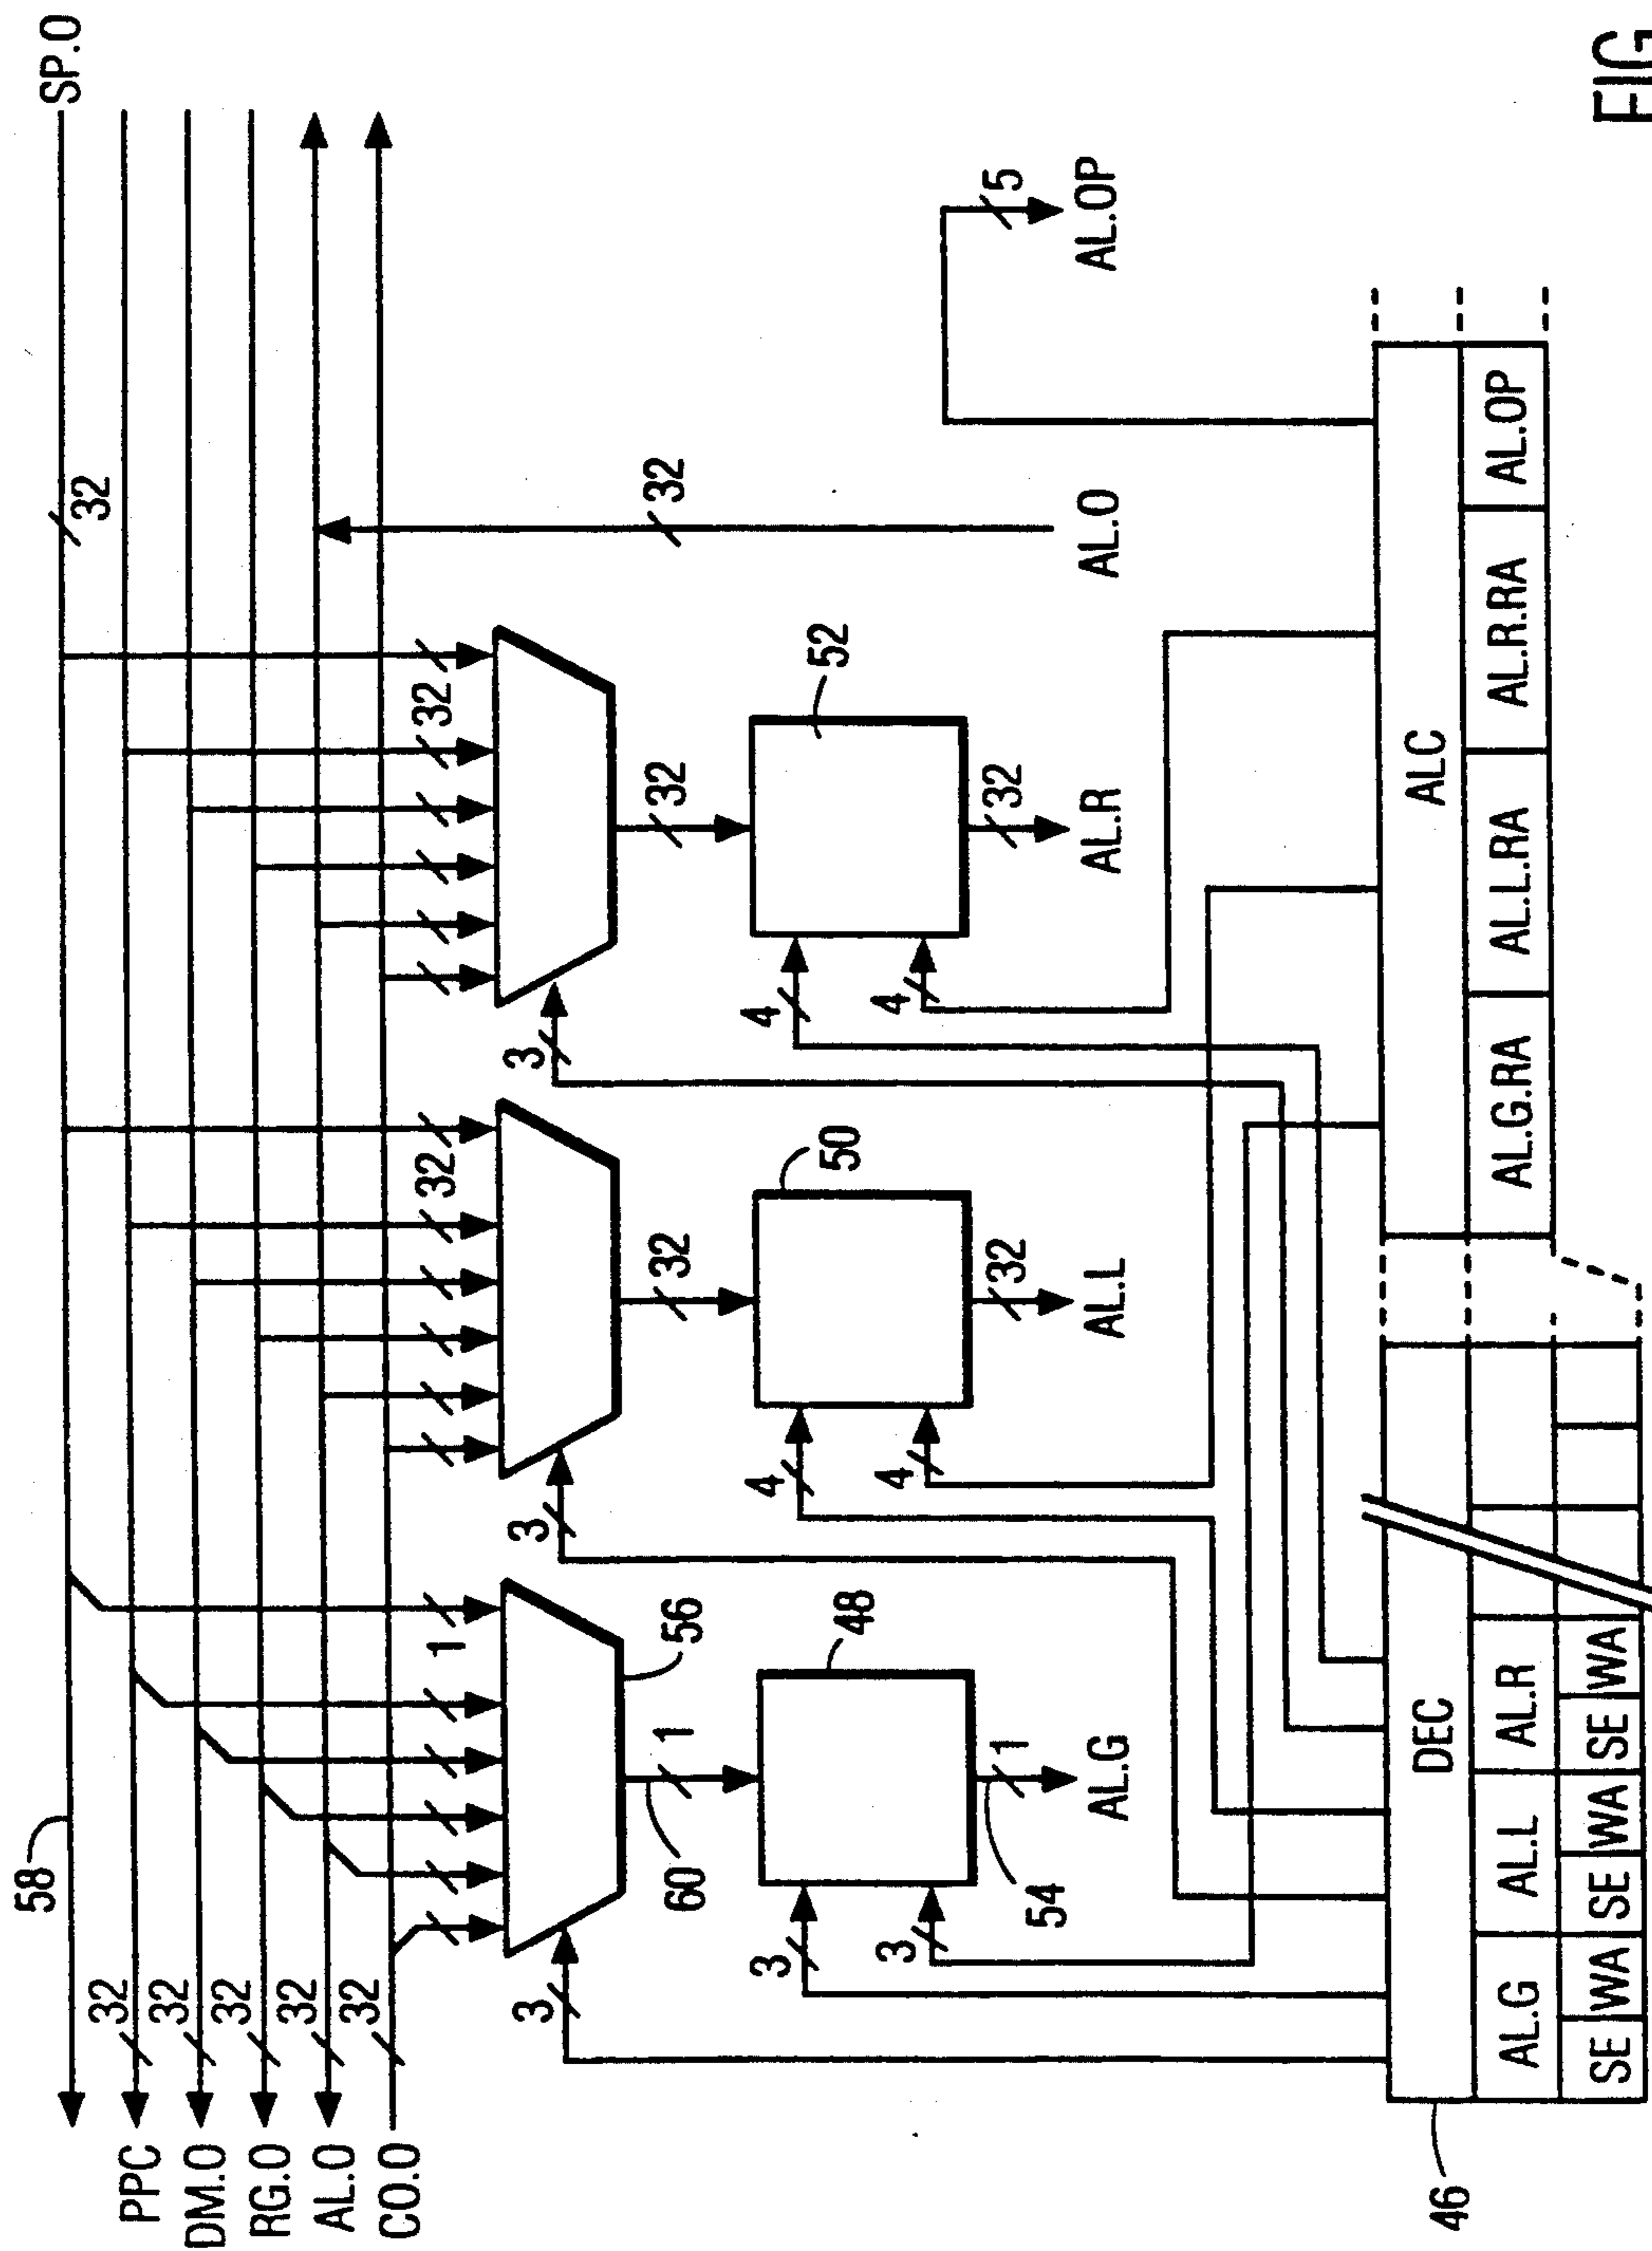 58
SP.O
32
PPC 32
DM.O 32
RG.O 32
AL.O 32
CO.O 32
1 32 32
3 3 3
60 1 56 32 32 32
3 4 4
48 50 52
3 4 4
54 1 32 32 5
AL.G AL.L AL.R AL.O AL.OP
46
DEC ALC
AL.G AL.L AL.R AL.G.RA AL.L.RA AL.R.RA AL.OP
SE WA SE WA SE WA
FIG